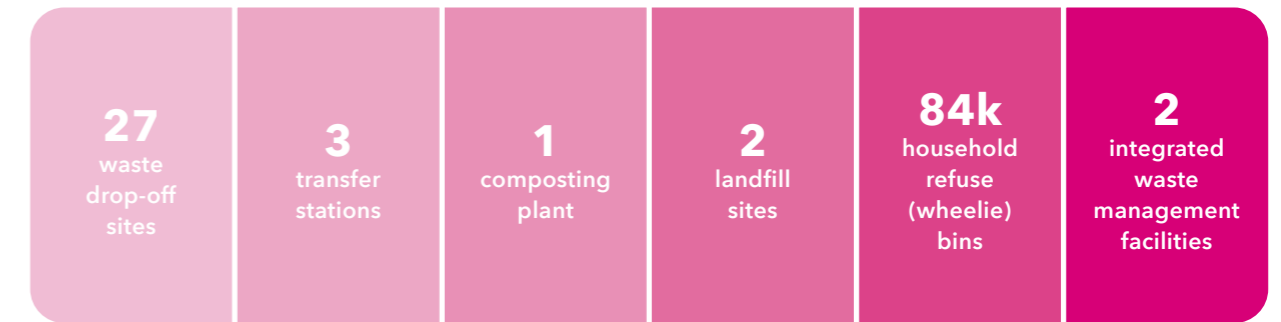 27
waste
drop-off
sites
3
transfer
stations
1
composting
plant
2
landfill
sites
84k
household
refuse
(wheelie)
bins
2
integrated
waste
management
facilities